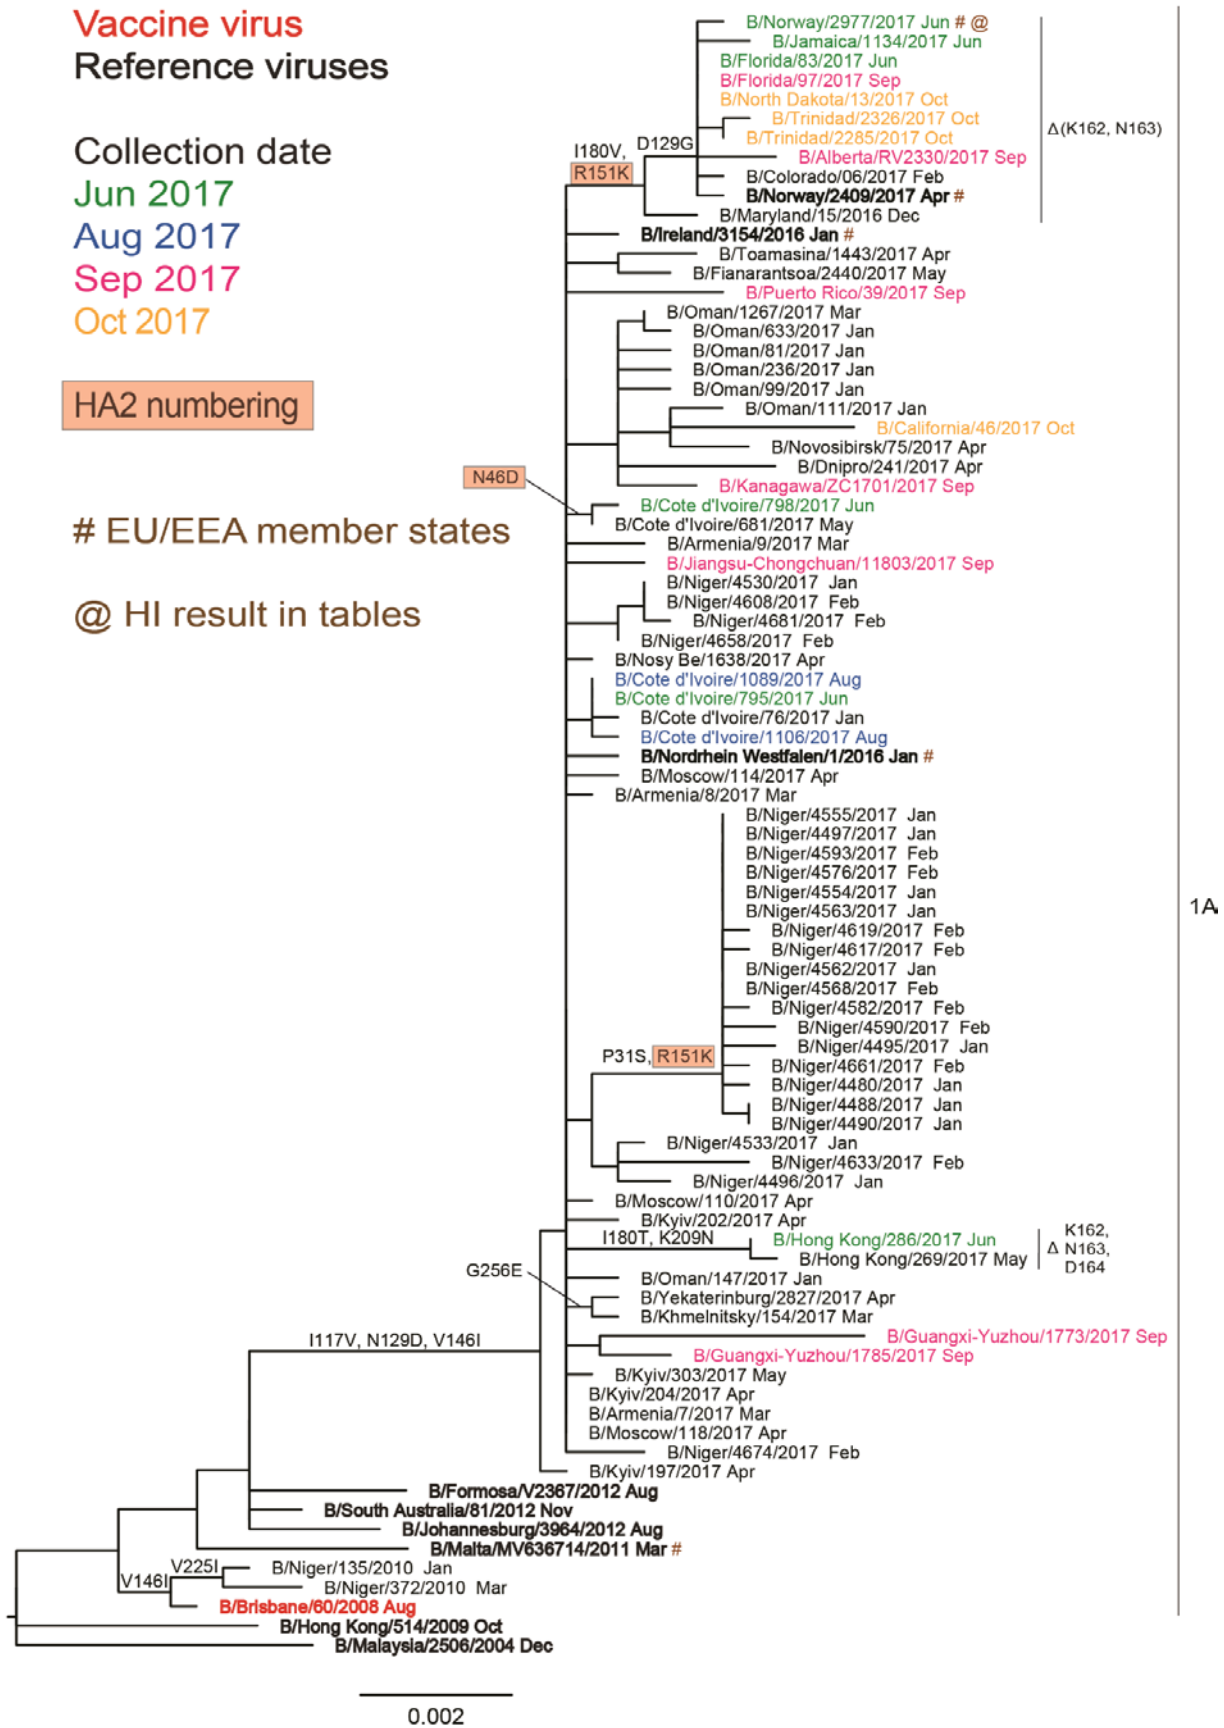 Vaccine virus
Reference viruses
Collection date
Jun 2017
Aug 2017
Sep 2017
Oct 2017
HA2 numbering
# EU/EEA member states
@ HI result in tables
B/Norway/2977/2017 Jun # @
B/Jamaica/1134/2017 Jun
B/Florida/83/2017 Jun
B/Florida/97/2017 Sep
B/North Dakota/13/2017 Oct
B/Trinidad/2326/2017 Oct
Δ(K162, N163)
B/Trinidad/2285/2017 Oct
I180V,
D129G
B/Alberta/RV2330/2017 Sep
R151K
B/Colorado/06/2017 Feb
B/Norway/2409/2017 Apr #
B/Maryland/15/2016 Dec
B/Ireland/3154/2016 Jan #
B/Toamasina/1443/2017 Apr
B/Fianarantsoa/2440/2017 May
B/Puerto Rico/39/2017 Sep
B/Oman/1267/2017 Mar
B/Oman/633/2017 Jan
B/Oman/81/2017 Jan
B/Oman/236/2017 Jan
B/Oman/99/2017 Jan
B/Oman/111/2017 Jan
B/California/46/2017 Oct
B/Novosibirsk/75/2017 Apr
B/Dnipro/241/2017 Apr
N46D
B/Kanagawa/ZC1701/2017 Sep
B/Cote d'Ivoire/798/2017 Jun
B/Cote d'Ivoire/681/2017 May
B/Armenia/9/2017 Mar
B/Jiangsu-Chongchuan/11803/2017 Sep
B/Niger/4530/2017 Jan
B/Niger/4608/2017 Feb
B/Niger/4681/2017 Feb
B/Niger/4658/2017 Feb
B/Nosy Be/1638/2017 Apr
B/Cote d'Ivoire/1089/2017 Aug
B/Cote d'Ivoire/795/2017 Jun
B/Cote d'Ivoire/76/2017 Jan
B/Cote d'Ivoire/1106/2017 Aug
B/Nordrhein Westfalen/1/2016 Jan #
B/Moscow/114/2017 Apr
B/Armenia/8/2017 Mar
B/Niger/4555/2017 Jan
B/Niger/4497/2017 Jan
B/Niger/4593/2017 Feb
B/Niger/4576/2017 Feb
B/Niger/4554/2017 Jan
B/Niger/4563/2017 Jan
1A
B/Niger/4619/2017 Feb
B/Niger/4617/2017 Feb
B/Niger/4562/2017 Jan
B/Niger/4568/2017 Feb
B/Niger/4582/2017 Feb
B/Niger/4590/2017 Feb
B/Niger/4495/2017 Jan
P31S, R151K
B/Niger/4661/2017 Feb
B/Niger/4480/2017 Jan
B/Niger/4488/2017 Jan
B/Niger/4490/2017 Jan
B/Niger/4533/2017 Jan
B/Niger/4633/2017 Feb
B/Niger/4496/2017 Jan
B/Moscow/110/2017 Apr
B/Kyiv/202/2017 Apr
I180T, K209N
B/Hong Kong/286/2017 Jun
B/Hong Kong/269/2017 May
K162,
Δ N163,
D164
G256E
B/Oman/147/2017 Jan
B/Yekaterinburg/2827/2017 Apr
B/Khmelnitsky/154/2017 Mar
I117V, N129D, V146I
B/Guangxi-Yuzhou/1773/2017 Sep
B/Guangxi-Yuzhou/1785/2017 Sep
B/Kyiv/303/2017 May
B/Kyiv/204/2017 Apr
B/Armenia/7/2017 Mar
B/Moscow/118/2017 Apr
B/Niger/4674/2017 Feb
B/Kyiv/197/2017 Apr
B/Formosa/V2367/2012 Aug
B/South Australia/81/2012 Nov
B/Johannesburg/3964/2012 Aug
B/Malta/MV636714/2011 Mar #
V225I
B/Niger/135/2010 Jan
V146I
B/Niger/372/2010 Mar
B/Brisbane/60/2008 Aug
B/Hong Kong/514/2009 Oct
B/Malaysia/2506/2004 Dec
0.002